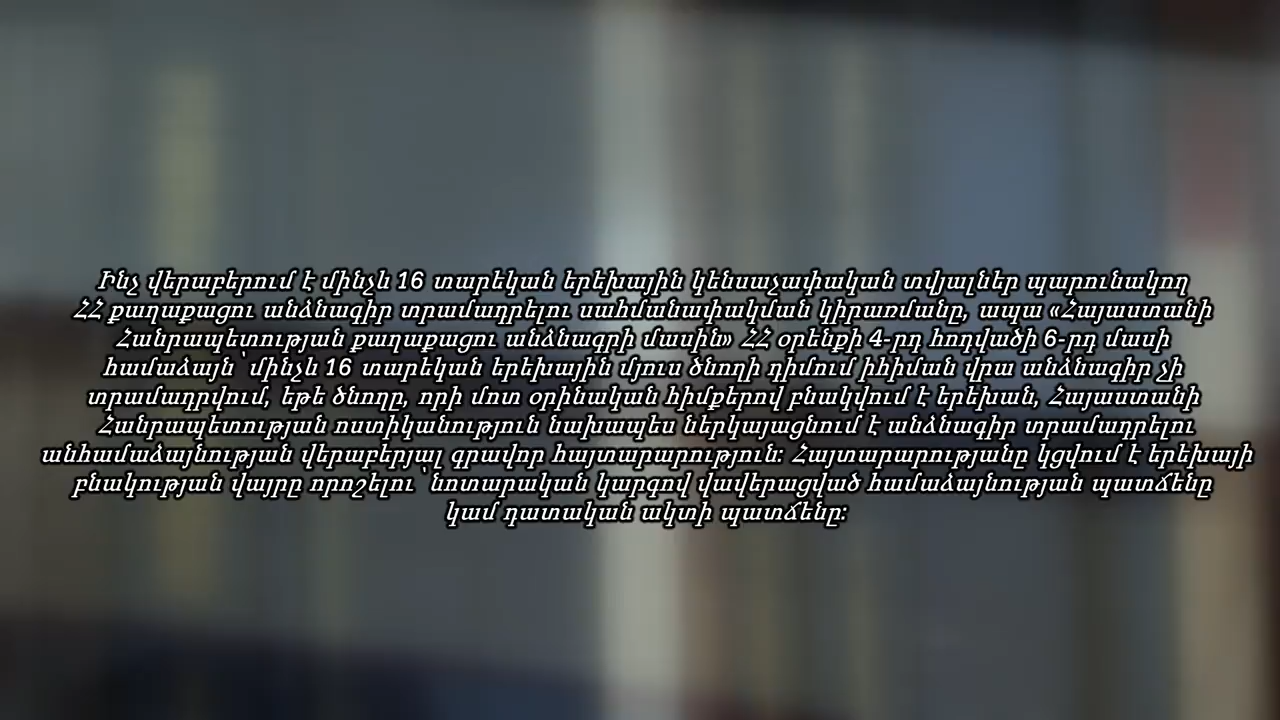 Ինչ վերաբերում է մինչև 16 տարեկան երեխային կենսաչափական տվյալներ պարունակող
ՀՀ քաղաքացու անձնագիր տրամադրելու սահմանափակման կիրառմանը, ապա «Հայաստանի
Հանրապետության քաղաքացու անձնագրի մասին» ՀՀ օրենքի 4-րդ հոդվածի 6-րդ մասի
համաձայն՝ մինչև 16 տարեկան երեխային մյուս ծնողի դիմում իհիման վրա անձնագիր չի
տրամադրվում, եթե ծնողը, որի մոտ օրինական հիմքերով բնակվում է երեխան, Հայաստանի
Հանրապետության ոստիկանություն նախապես ներկայացնում է անձնագիր տրամադրելու
անհամաձայնության վերաբերյալ գրավոր հայտարարություն։ Հայտարարությանը կցվում է երեխայի
բնակության վայրը որոշելու՝ նոտարական կարգով վավերացված համաձայնության պատճենը
կամ դատական ակտի պատճենը։